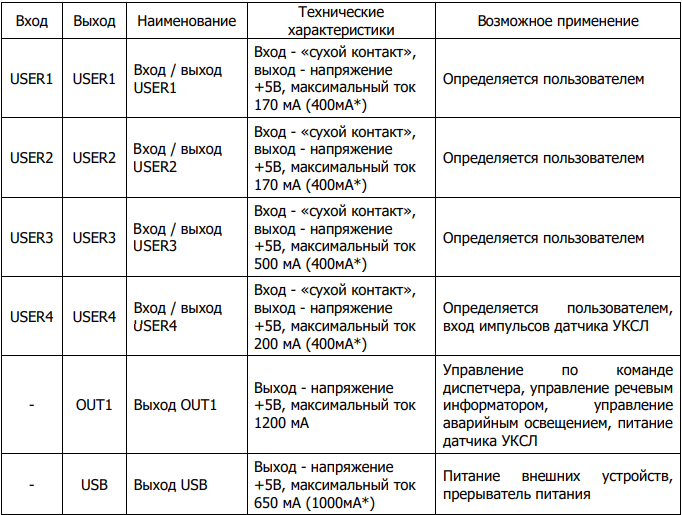 Вход
Выход
Наименование
Технические
характеристики
Возможное применение
USER1
USER1
Вход / выход
USER1
Вход - «сухой контакт»,
выход - напряжение
+5В, максимальный ток
170 мА (400мА*)
Определяется пользователем
USER2
USER2
Вход / выход
USER2
Вход - «сухой контакт»,
выход - напряжение
+5В, максимальный ток
170 мА (400мА*)
Определяется пользователем
USER3
USER3
Вход / выход
USER3
Вход - «сухой контакт»,
выход - напряжение
+5В, максимальный ток
500 мА (400мА*)
Определяется пользователем
USER4
USER4
Вход / выход
USER4
Вход - «сухой контакт»,
выход - напряжение
+5В, максимальный ток
200 мА (400мА*)
Определяется пользователем,
вход импульсов датчика УКСЛ
-
OUT1
Выход OUT1
Выход - напряжение
+5В, максимальный ток
1200 мА
Управление по команде
диспетчера, управление речевым
информатором, управление
аварийным освещением, питание
датчика УКСЛ
-
USB
Выход USB
Выход - напряжение
+5В, максимальный ток
650 мА (1000мА*)
Питание внешних устройств,
прерыватель питания